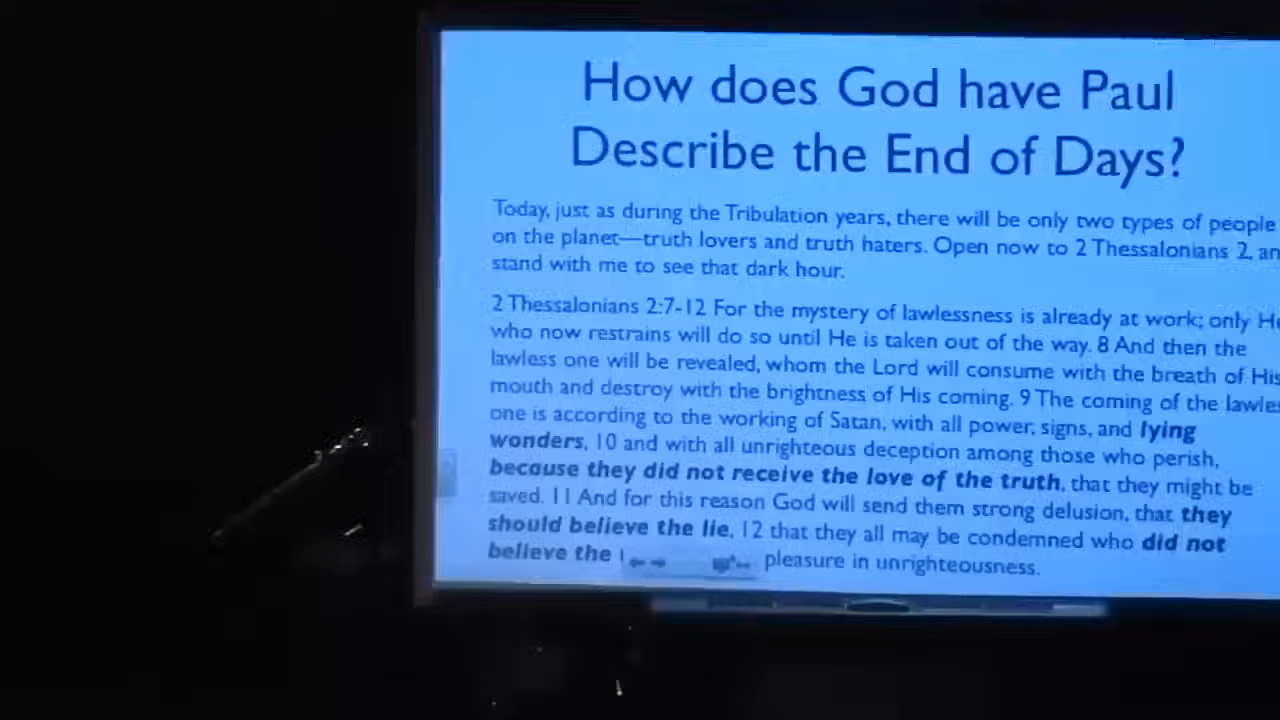 How does God have Paul
Describe the End of Days?
Today, just as during the Tribulation years, there will be only two types of people
on the planet—truth lovers and truth haters. Open now to 2 Thessalonians 2, an
stand with me to see that dark hour.
2 Thessalonians 2:7-12 For the mystery of lawlessness is already at work; only He
who now restrains will do so until He is taken out of the way. 8 And then the
lawless one will be revealed, whom the Lord will consume with the breath of His
mouth and destroy with the brightness of His coming. 9 The coming of the lawles
one is according to the working of Satan, with all power, signs, and lying
wonders, 10 and with all unrighteous deception among those who perish,
because they did not receive the love of the truth, that they might be
saved. 11 And for this reason God will send them strong delusion, that they
should believe the lie, 12 that they all may be condemned who did not
believe the pleasure in unrighteousness.